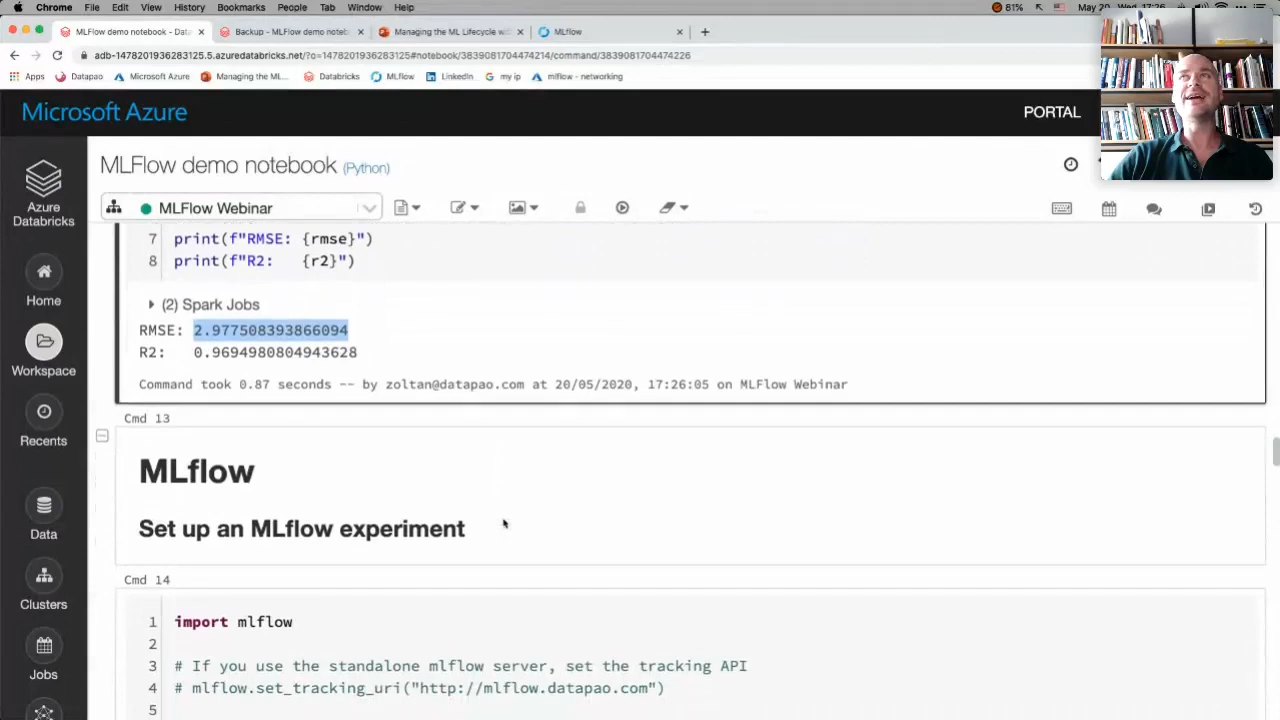 Chrome File Edit View History Bookmarks People Tab Window Help 81% May 20 Wed 17:26
MLFlow demo notebook - Data Backup - MLFlow demo noteb Managing the ML Lifecycle wit MLflow
adb-1478201936283125.5.azuredatabricks.net/?o=1478201936283125#notebook/3839081704474214/command/3839081704474226
Apps Datapao Microsoft Azure Managing the ML... Databricks MLflow LinkedIn my ip mlflow - networking
Microsoft Azure PORTAL
MLFlow demo notebook (Python)
MLFlow Webinar
Azure Databricks
Home
Workspace
Recents
Data
Clusters
Jobs
7 print(f"RMSE: {rmse}")
8 print(f"R2:   {r2}")
(2) Spark Jobs
RMSE: 2.977508393866094
R2:   0.9694980804943628
Command took 0.87 seconds -- by zoltan@datapao.com at 20/05/2020, 17:26:05 on MLFlow Webinar
Cmd 13
MLflow
Set up an MLflow experiment
Cmd 14
1 import mlflow
2
3 # If you use the standalone mlflow server, set the tracking API
4 # mlflow.set_tracking_uri("http://mlflow.datapao.com")
5